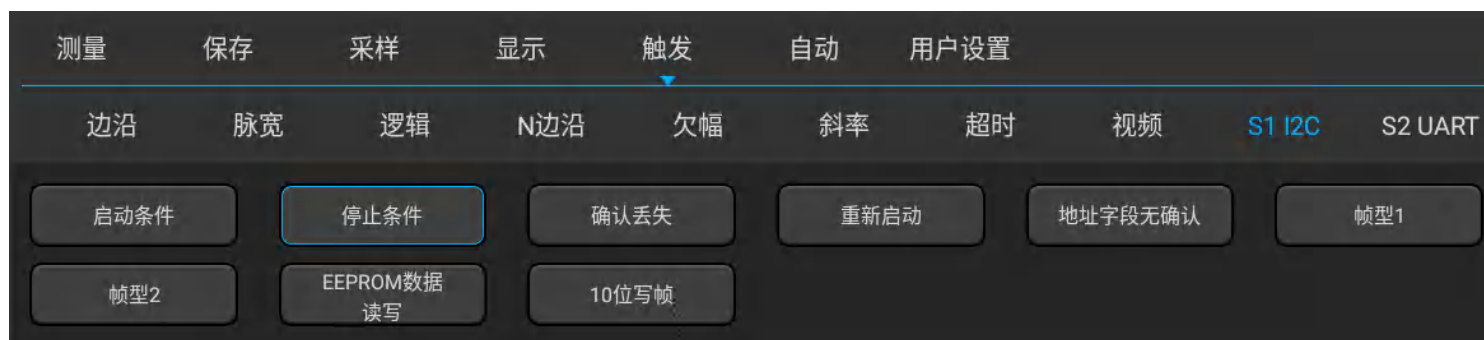 测量 保存 采样 显示 触发 自动 用户设置
边沿 脉宽 逻辑 N边沿 欠幅 斜率 超时 视频 S1 I2C S2 UART
启动条件 停止条件 确认丢失 重新启动 地址字段无确认 帧型1
帧型2 EEPROM数据
读写 10位写帧